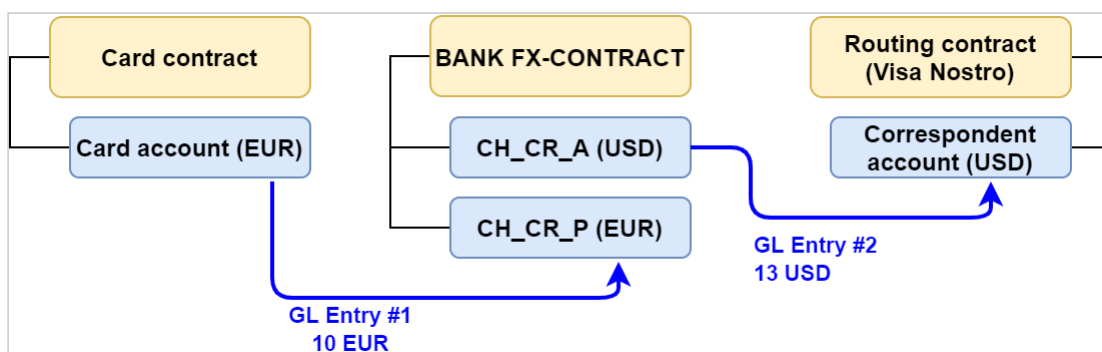 Card contract
Card account (EUR)
BANK FX-CONTRACT
CH_CR_A (USD)
CH_CR_P (EUR)
Routing contract
(Visa Nostro)
Correspondent
account (USD)
GL Entry #1
10 EUR
GL Entry #2
13 USD